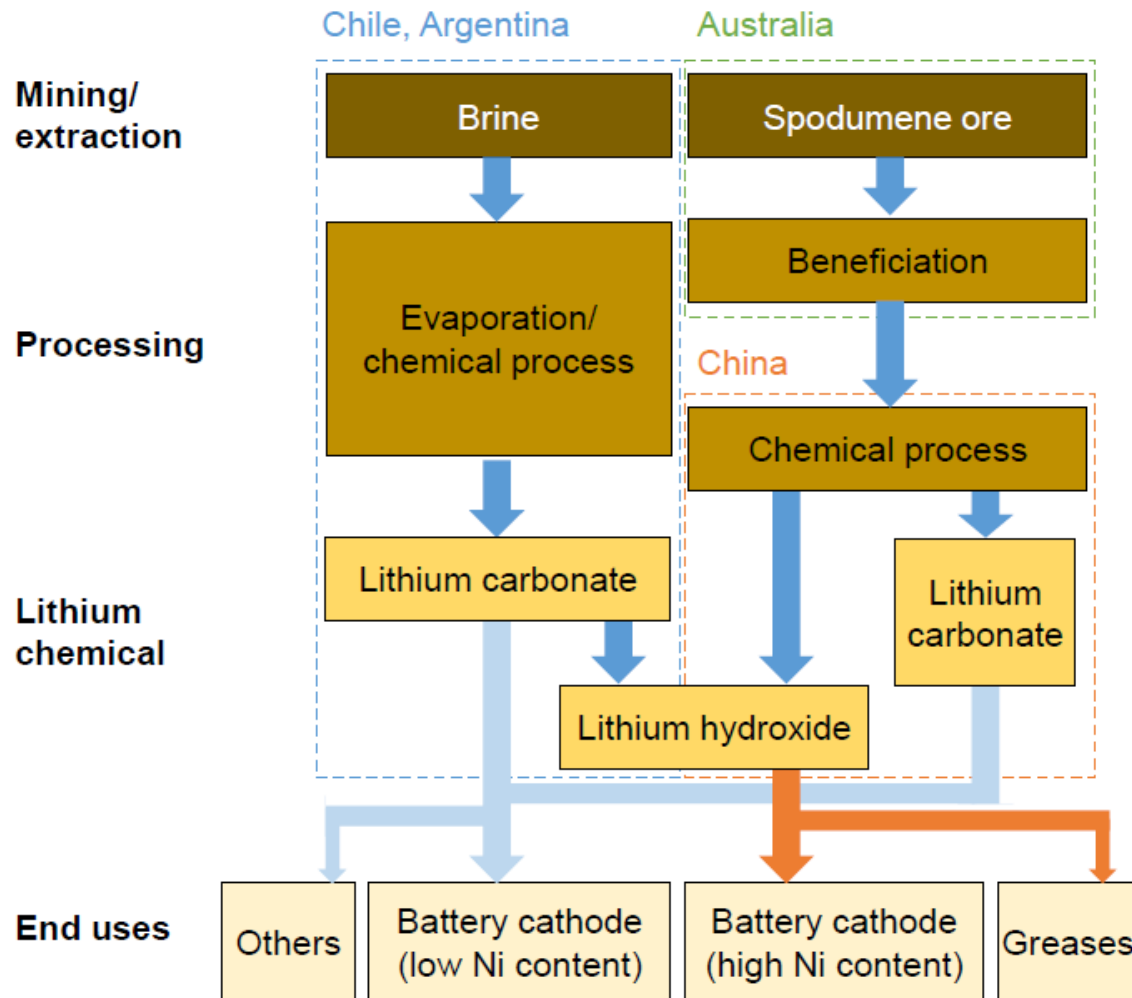 Chile, Argentina
Australia
Mining/
extraction
Brine
Spodumene ore
Beneficiation
Processing
Evaporation/
chemical process
China
Chemical process
Lithium carbonate
Lithium
chemical
Lithium
carbonate
Lithium hydroxide
End uses
Others
Battery cathode
(low Ni content)
Battery cathode
(high Ni content)
Greases